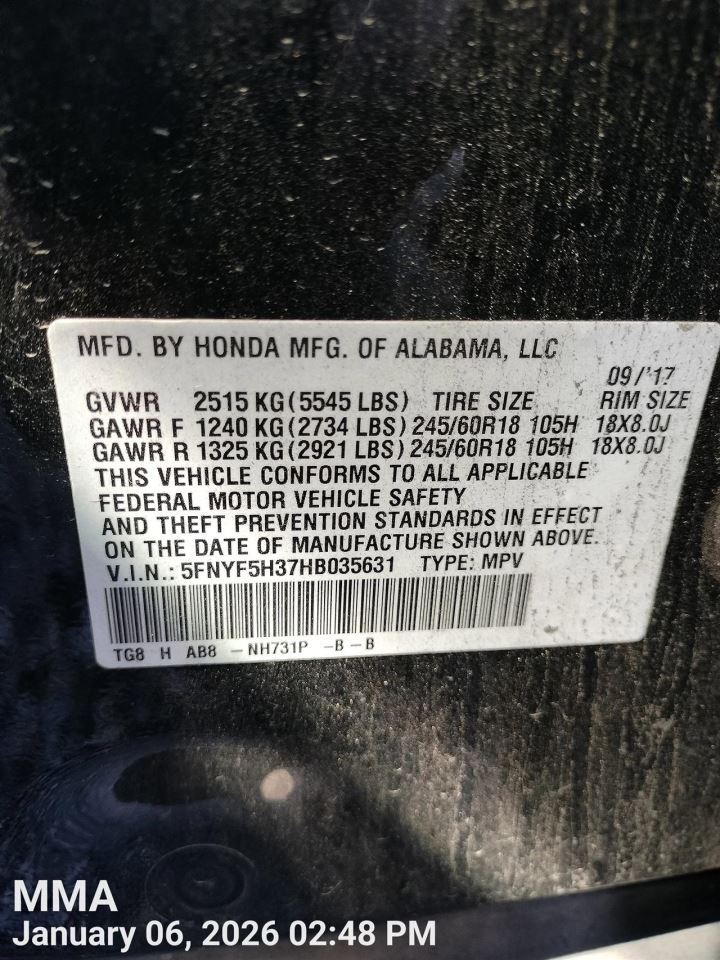 MFD. BY HONDA MFG. OF ALABAMA, LLC
09/'17
GVWR 2515 KG (5545 LBS) TIRE SIZE RIM SIZE
GAWR F 1240 KG (2734 LBS) 245/60R18 105H 18X8.0J
GAWR R 1325 KG (2921 LBS) 245/60R18 105H 18X8.0J
THIS VEHICLE CONFORMS TO ALL APPLICABLE
FEDERAL MOTOR VEHICLE SAFETY
AND THEFT PREVENTION STANDARDS IN EFFECT
ON THE DATE OF MANUFACTURE SHOWN ABOVE.
V.I.N.: 5FNYF5H37HB035631 TYPE: MPV
TG8 H AB8 -NH731P -B-B
MMA
January 06, 2026 02:48 PM